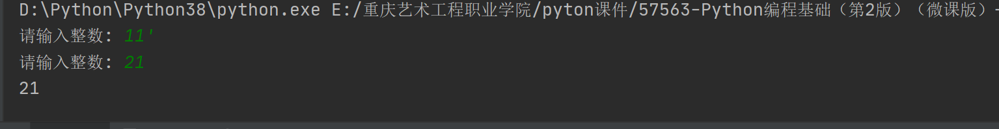 D:\Python\Python38\python.exe E:/重庆艺术工程职业学院/pyton课件/57563-Python编程基础（第2版）（微课版）-
请输入整数: 11'
请输入整数: 21
21